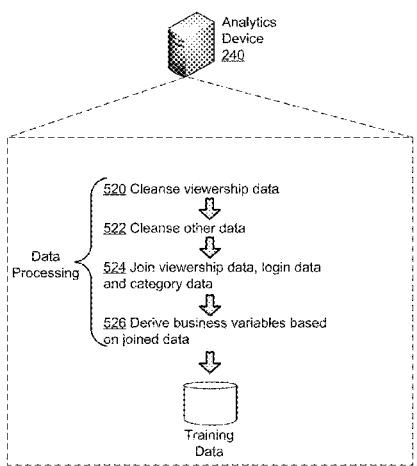 Analytics
Device
240
520 Cleanse viewership data
522 Cleanse other data
Data
Processing
524 Join viewership data, login data
and category data
526 Derive business variables based
on joined data
Training
Data